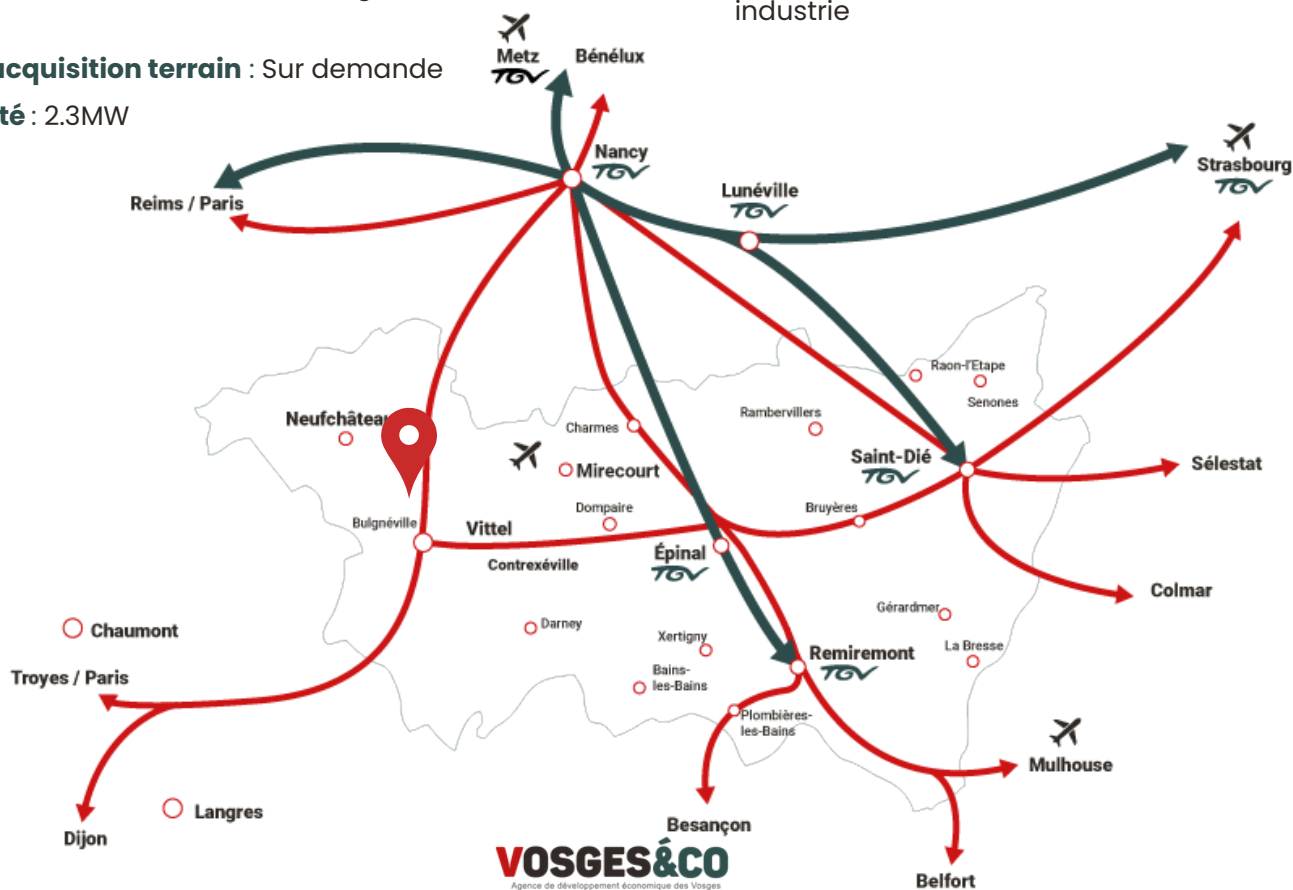 industrie
acquisition terrain : Sur demande
té : 2.3MW
Metz
TGV
Bénélux
Nancy
TGV
Strasbourg
TGV
Lunéville
TGV
Reims / Paris
Raon-l'Etape
Senones
Neufchâteau
Rambervillers
Charmes
Mirecourt
Saint-Dié
TGV
Sélestat
Dompaire
Bruyères
Bulgnéville
Vittel
Contrexéville
Épinal
TGV
Colmar
Gérardmer
Darney
Chaumont
Xertigny
La Bresse
Remiremont
TGV
Troyes / Paris
Bains-
les-Bains
Plombières-
les-Bains
Mulhouse
Langres
Dijon
Besançon
Belfort
VOSGES&CO
Agence de développement économique des Vosges